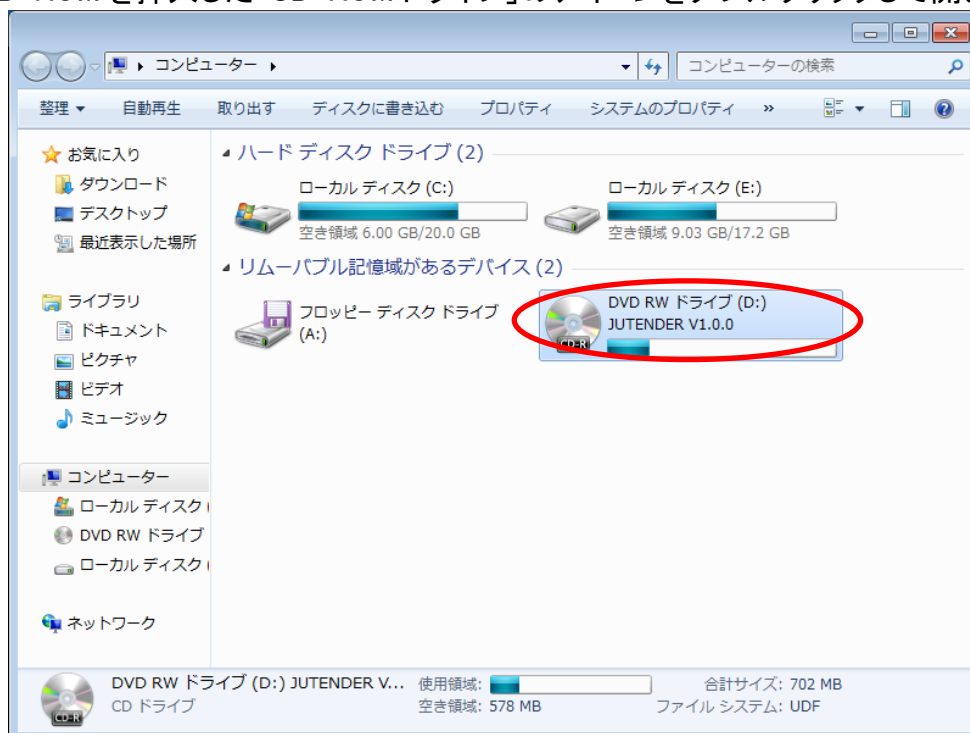 コンピューター
コンピューターの検索
整理 自動再生 取り出す ディスクに書き込む プロパティ システムのプロパティ »
お気に入り
ダウンロード
デスクトップ
最近表示した場所
ライブラリ
ドキュメント
ピクチャ
ビデオ
ミュージック
コンピューター
ローカル ディスク (
DVD RW ドライブ
ローカル ディスク (
ネットワーク
ハード ディスク ドライブ (2)
ローカル ディスク (C:)
空き領域 6.00 GB/20.0 GB
ローカル ディスク (E:)
空き領域 9.03 GB/17.2 GB
リムーバブル記憶域があるデバイス (2)
フロッピー ディスク ドライブ
(A:)
DVD RW ドライブ (D:)
JUTENDER V1.0.0
CD-R
DVD RW ドライブ (D:) JUTENDER V...
CD ドライブ
CD-R
使用領域:
空き領域: 578 MB
合計サイズ: 702 MB
ファイル システム: UDF